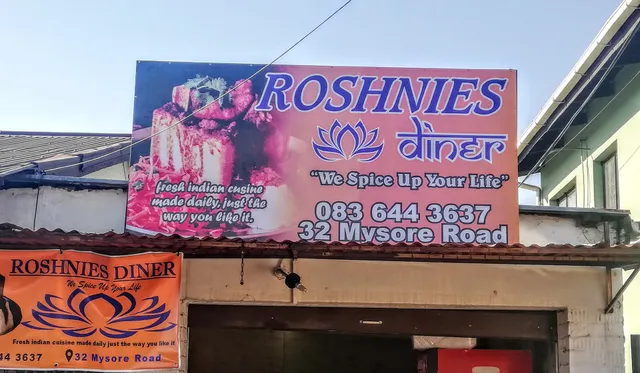 ROSHNIES
diner
"We Spice Up Your Life"
fresh indian cusine
made daily, just the
way you like it.
083 644 3637
32 Mysore Road
ROSHNIES DINER
We Spice Up Your Life
Fresh indian cuisine made daily just the way you like it
44 3637 32 Mysore Road